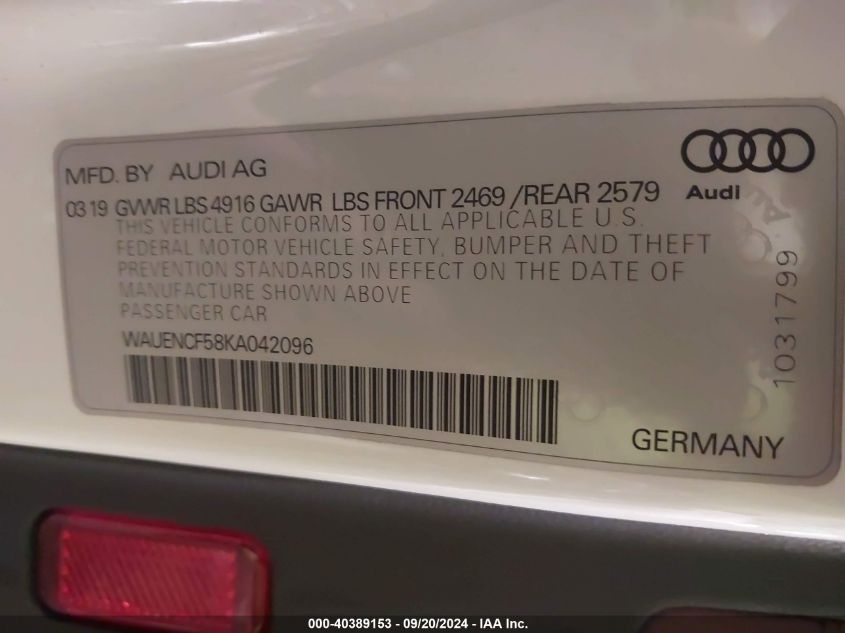 MFD. BY AUDI AG
03 19 GVWR LBS 4916 GAWR LBS FRONT 2469 /REAR 2579
THIS VEHICLE CONFORMS TO ALL APPLICABLE U.S.
FEDERAL MOTOR VEHICLE SAFETY, BUMPER AND THEFT
PREVENTION STANDARDS IN EFFECT ON THE DATE OF
MANUFACTURE SHOWN ABOVE
PASSENGER CAR
WAUENCF58KA042096
Audi
1031799
GERMANY
000-40389153 - 09/20/2024 - IAA Inc.